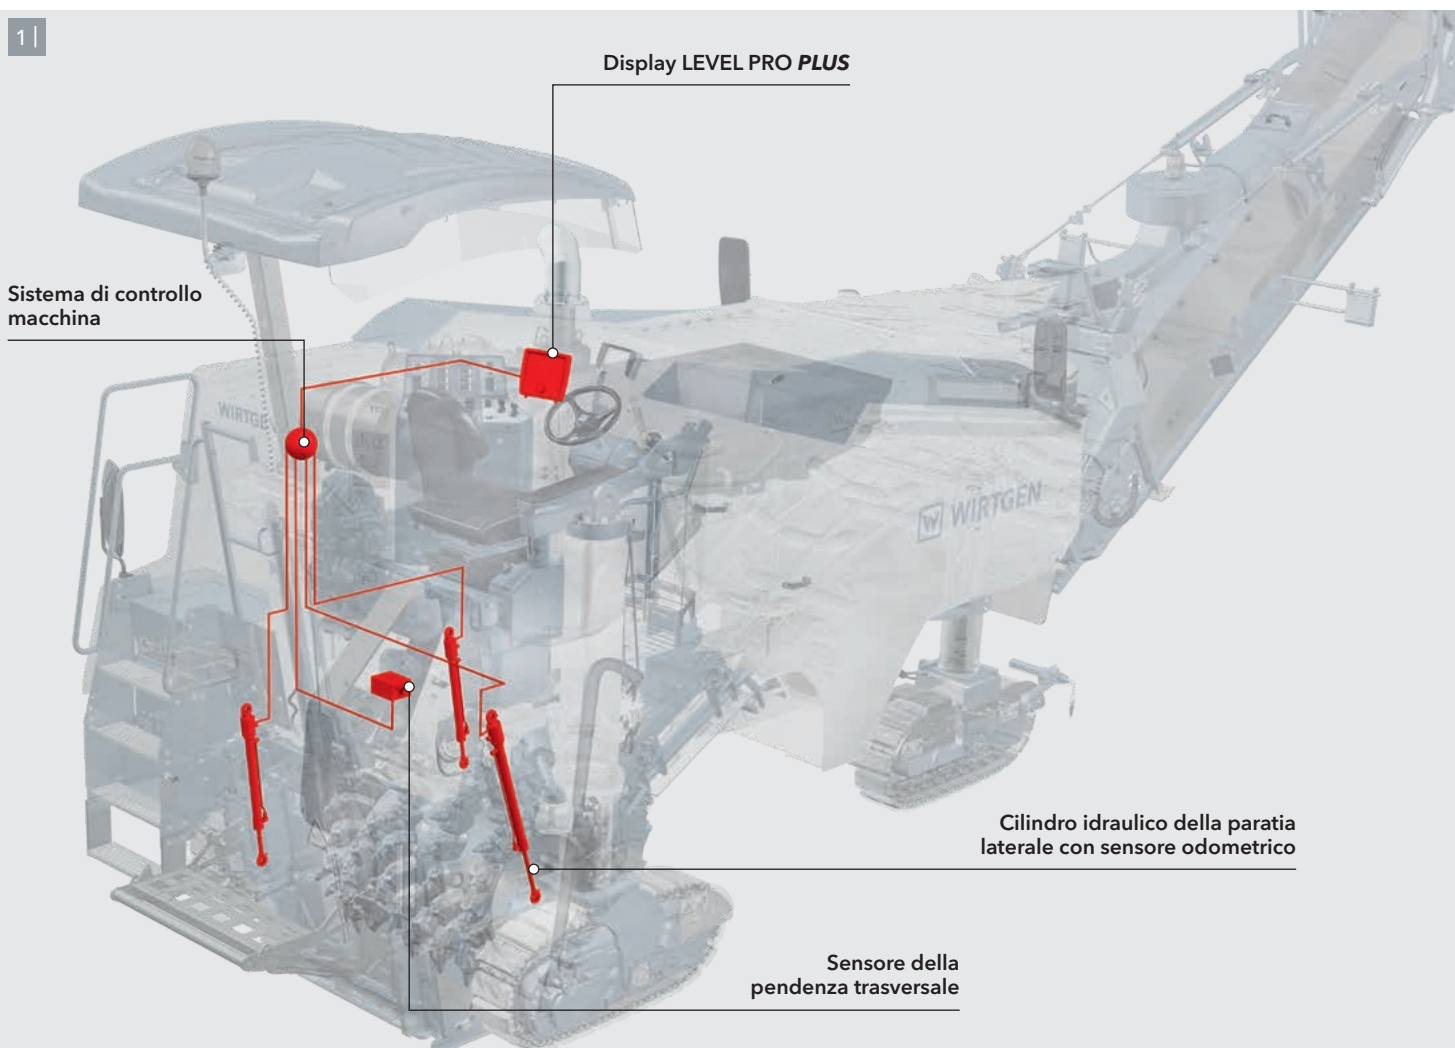 1 |
Display LEVEL PRO PLUS
Sistema di controllo
macchina
WIRTGEN
W WIRTGEN
Cilindro idraulico della paratia
laterale con sensore odometrico
Sensore della
pendenza trasversale